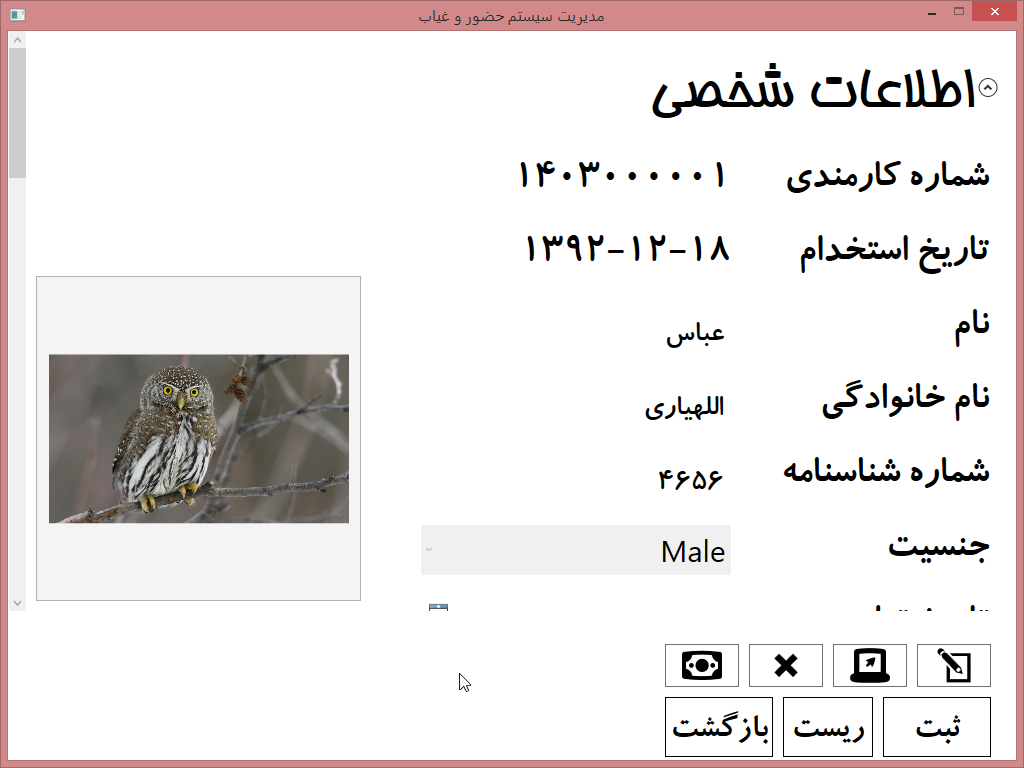 مدیریت سیستم حضور و غیاب
اطلاعات شخصی
شماره کارمندی ۱۴۰۳۰۰۰۰۰۱
تاریخ استخدام ۱۳۹۲-۱۲-۱۸
نام عباس
نام خانوادگی اللهیاری
شماره شناسنامه ۴۶۵۶
جنسیت Male
ثبت ریست بازگشت